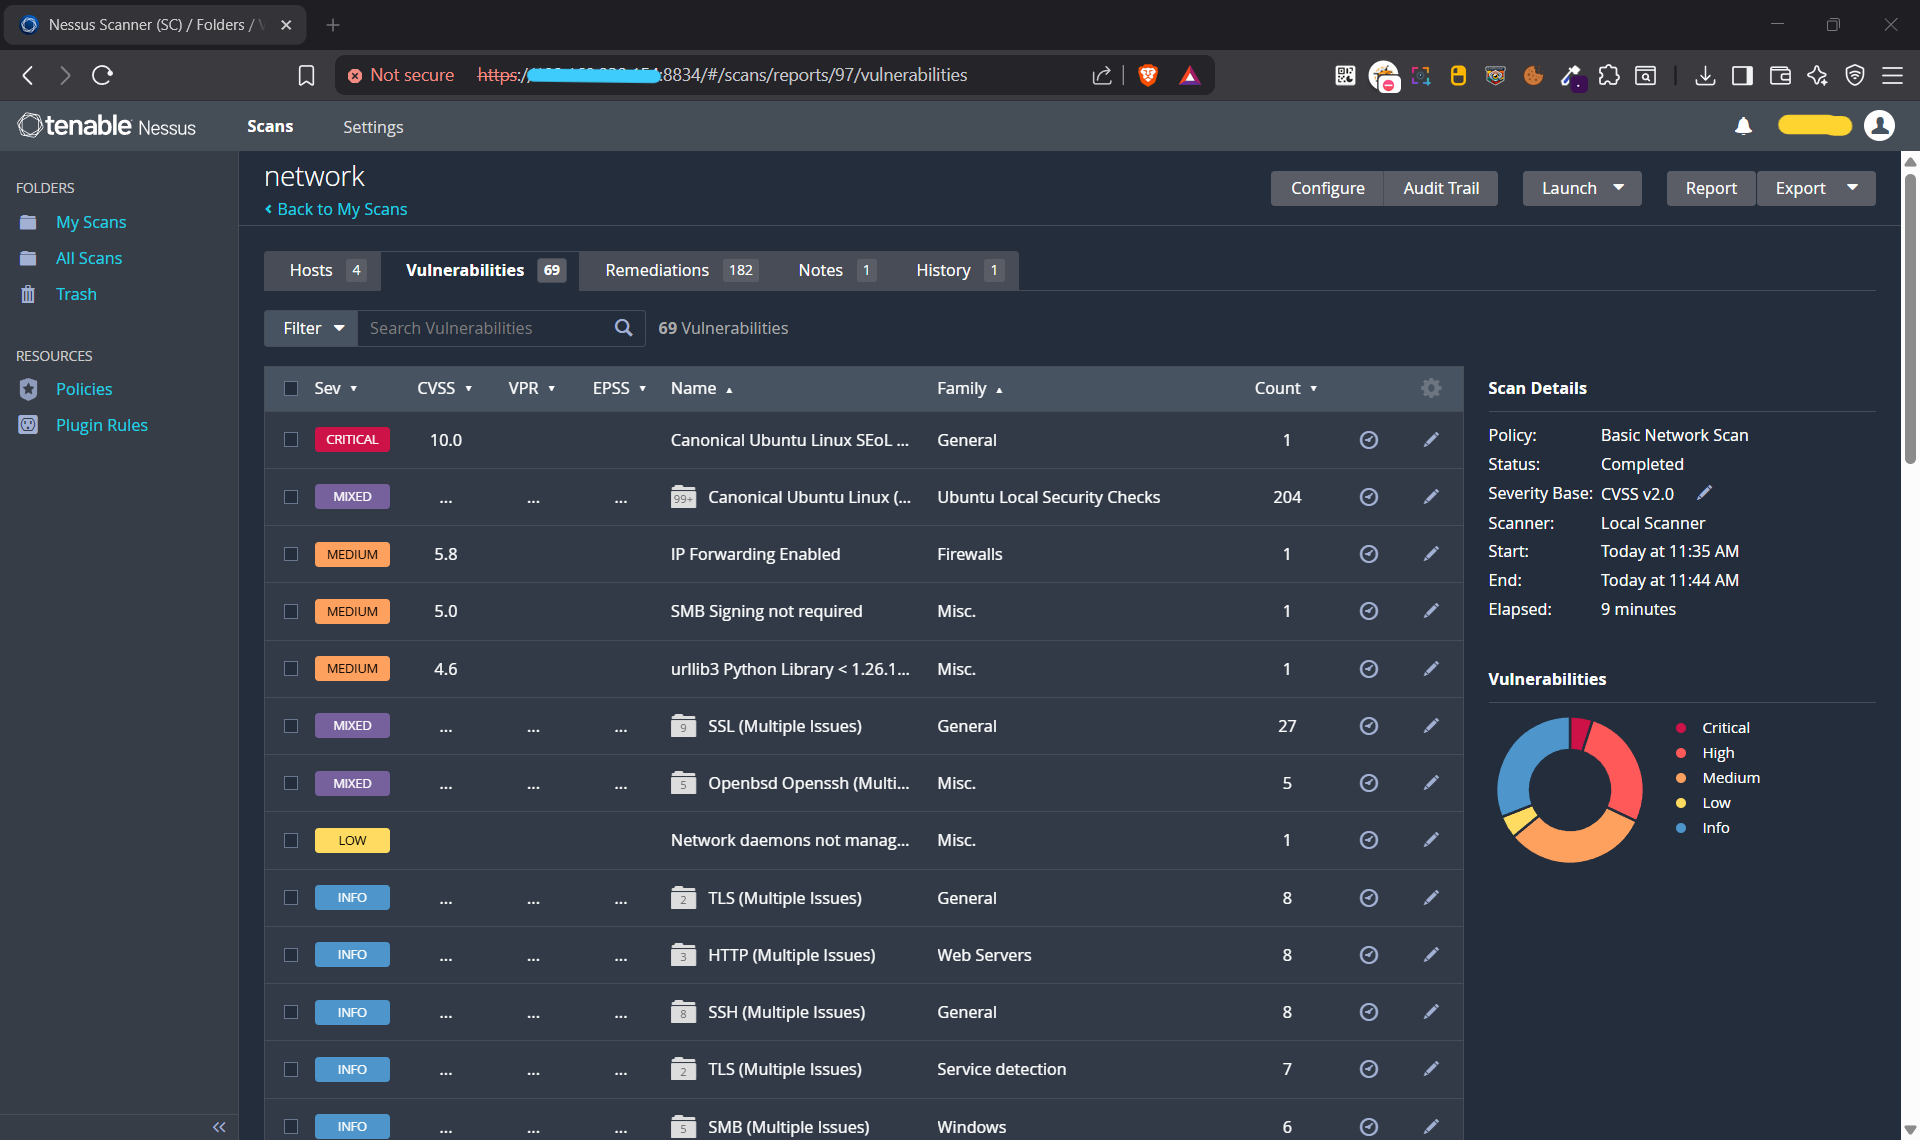 Nessus Scanner (SC) / Folders /
Not secure https:/ :8834/#/scans/reports/97/vulnerabilities
tenable Nessus Scans Settings
FOLDERS
My Scans
All Scans
Trash
RESOURCES
Policies
Plugin Rules
network
Back to My Scans
Configure Audit Trail Launch Report Export
Hosts 4 Vulnerabilities 69 Remediations 182 Notes 1 History 1
Filter Search Vulnerabilities 69 Vulnerabilities
Sev CVSS VPR EPSS Name Family Count
CRITICAL 10.0 Canonical Ubuntu Linux SEoL ... General 1
MIXED ... ... ... 99+ Canonical Ubuntu Linux (... Ubuntu Local Security Checks 204
MEDIUM 5.8 IP Forwarding Enabled Firewalls 1
MEDIUM 5.0 SMB Signing not required Misc. 1
MEDIUM 4.6 urllib3 Python Library < 1.26.1... Misc. 1
MIXED ... ... ... 9 SSL (Multiple Issues) General 27
MIXED ... ... ... 5 Openbsd Openssh (Multi... Misc. 5
LOW Network daemons not manag... Misc. 1
INFO ... ... ... 2 TLS (Multiple Issues) General 8
INFO ... ... ... 3 HTTP (Multiple Issues) Web Servers 8
INFO ... ... ... 8 SSH (Multiple Issues) General 8
INFO ... ... ... 2 TLS (Multiple Issues) Service detection 7
INFO ... ... ... 5 SMB (Multiple Issues) Windows 6
Scan Details
Policy: Basic Network Scan
Status: Completed
Severity Base: CVSS v2.0
Scanner: Local Scanner
Start: Today at 11:35 AM
End: Today at 11:44 AM
Elapsed: 9 minutes
Vulnerabilities
Critical
High
Medium
Low
Info